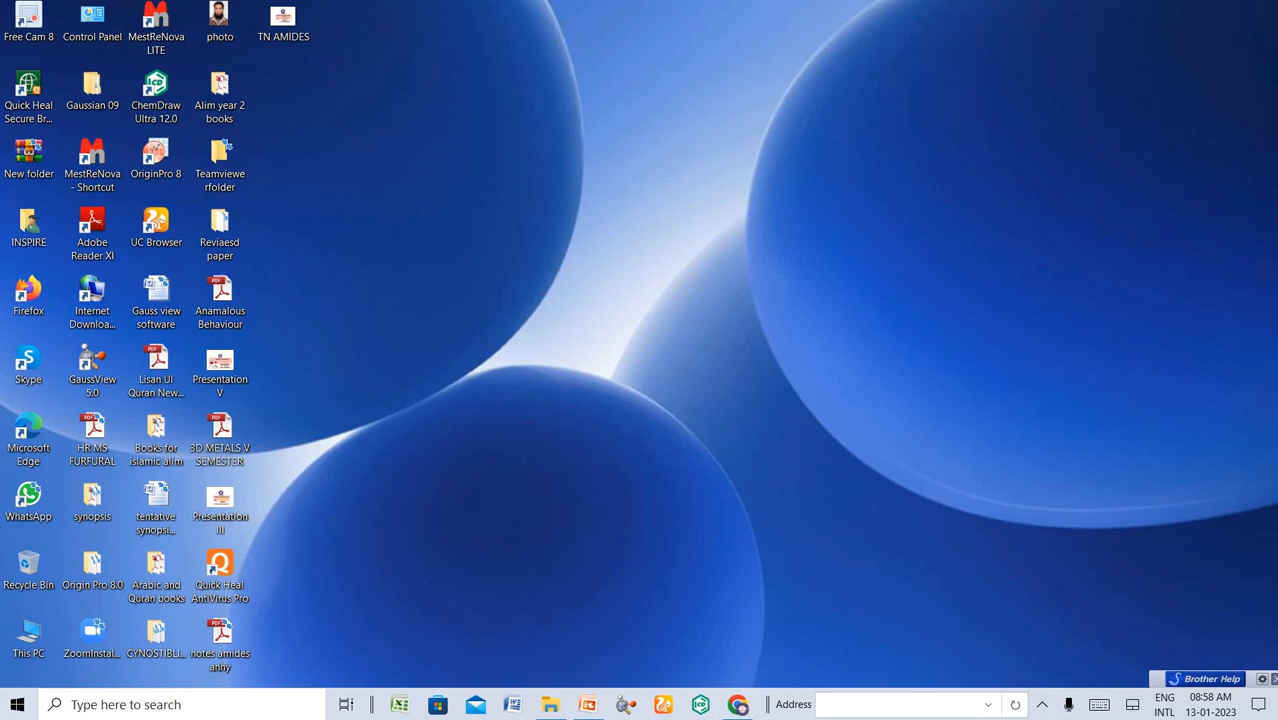 Free Cam 8
Control Panel
MestReNova
LITE
photo
TN AMIDES
Quick Heal
Secure Br...
Gaussian 09
ChemDraw
Ultra 12.0
Alim year 2
books
New folder
MestReNova
- Shortcut
OriginPro 8
Teamviewe
rfolder
INSPIRE
Adobe
Reader XI
UC Browser
Reviaesd
paper
Firefox
Internet
Downloa...
Gauss view
software
Anamalous
Behaviour
Skype
GaussView
5.0
Lisan Ul
Quran New...
Presentation
V
Microsoft
Edge
HR MS
FURFURAL
Books for
islamic alim
3D METALS V
SEMESTER
WhatsApp
synopsis
tentative
synopsi...
Presentation
III
Recycle Bin
Origin Pro 8.0
Arabic and
Quran books
Quick Heal
AntiVirus Pro
This PC
ZoomInstal...
CYNOSTIBLI...
notes amides
anhy
Brother Help
Type here to search
Address
ENG
INTL
08:58 AM
13-01-2023